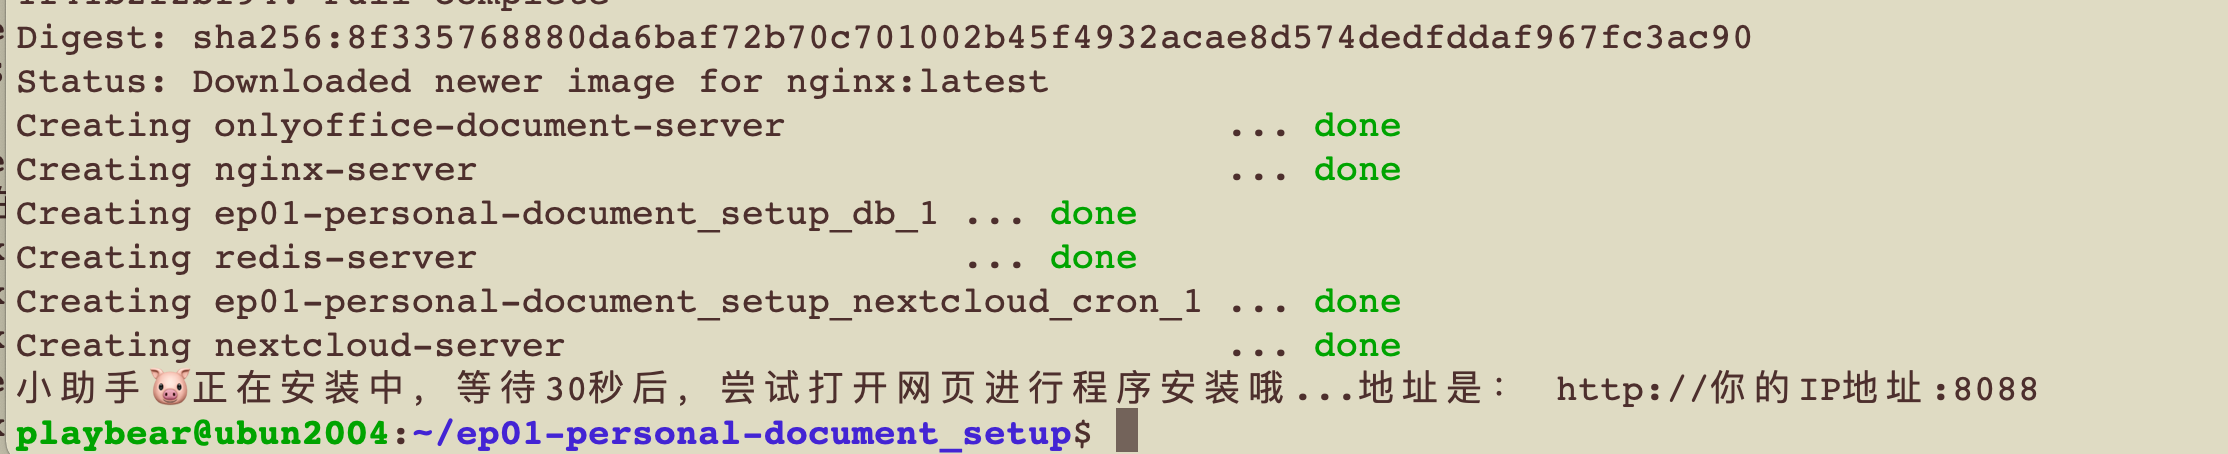 Digest: sha256:8f335768880da6baf72b70c701002b45f4932acae8d574dedfddaf967fc3ac90
Status: Downloaded newer image for nginx:latest
Creating onlyoffice-document-server ... done
Creating nginx-server ... done
Creating ep01-personal-document_setup_db_1 ... done
Creating redis-server ... done
Creating ep01-personal-document_setup_nextcloud_cron_1 ... done
Creating nextcloud-server ... done
小助手🐷正在安装中，等待30秒后，尝试打开网页进行程序安装哦...地址是： http://你的IP地址:8088
playbear@ubun2004:~/ep01-personal-document_setup$